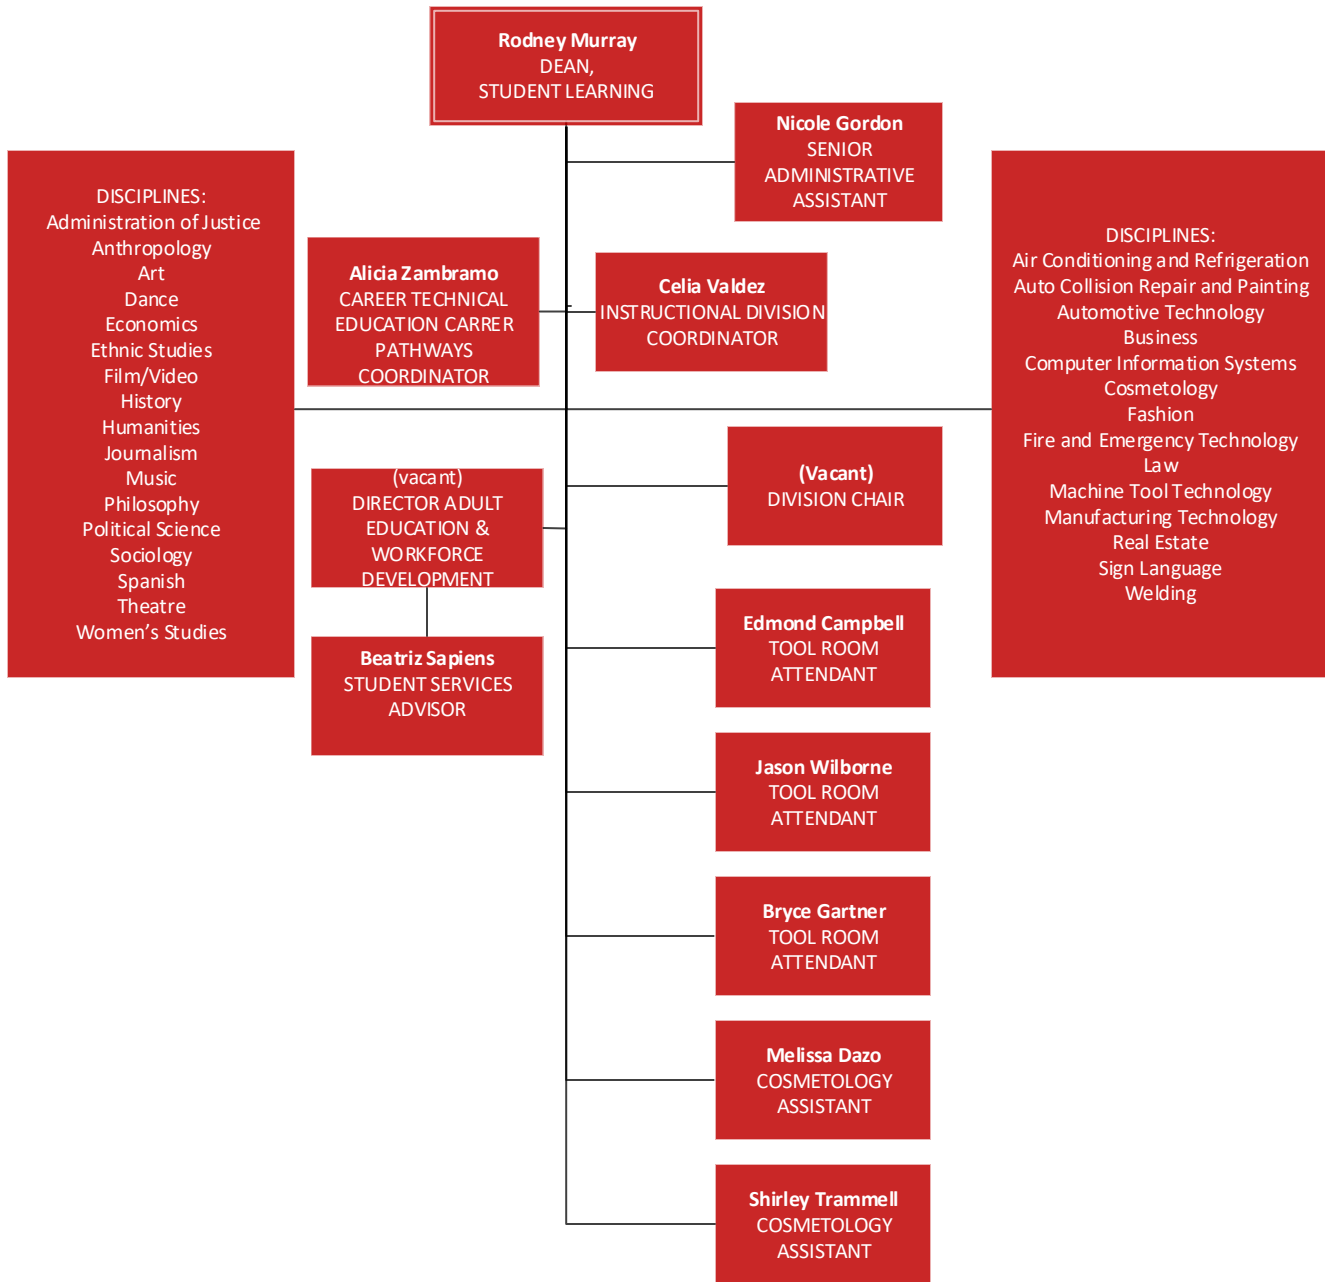 Rodney Murray
DEAN,
STUDENT LEARNING
Nicole Gordon
SENIOR
ADMINISTRATIVE
ASSISTANT
DISCIPLINES:
Administration of Justice
Anthropology
Art
Dance
Economics
Ethnic Studies
Film/Video
History
Humanities
Journalism
Music
Philosophy
Political Science
Sociology
Spanish
Theatre
Women’s Studies
Alicia Zambramo
CAREER TECHNICAL
EDUCATION CARRER
PATHWAYS
COORDINATOR
Celia Valdez
INSTRUCTIONAL DIVISION
COORDINATOR
DISCIPLINES:
Air Conditioning and Refrigeration
Auto Collision Repair and Painting
Automotive Technology
Business
Computer Information Systems
Cosmetology
Fashion
Fire and Emergency Technology
Law
Machine Tool Technology
Manufacturing Technology
Real Estate
Sign Language
Welding
(vacant)
DIRECTOR ADULT
EDUCATION &
WORKFORCE
DEVELOPMENT
(Vacant)
DIVISION CHAIR
Beatriz Sapiens
STUDENT SERVICES
ADVISOR
Edmond Campbell
TOOL ROOM
ATTENDANT
Jason Wilborne
TOOL ROOM
ATTENDANT
Bryce Gartner
TOOL ROOM
ATTENDANT
Melissa Dazo
COSMETOLOGY
ASSISTANT
Shirley Trammell
COSMETOLOGY
ASSISTANT